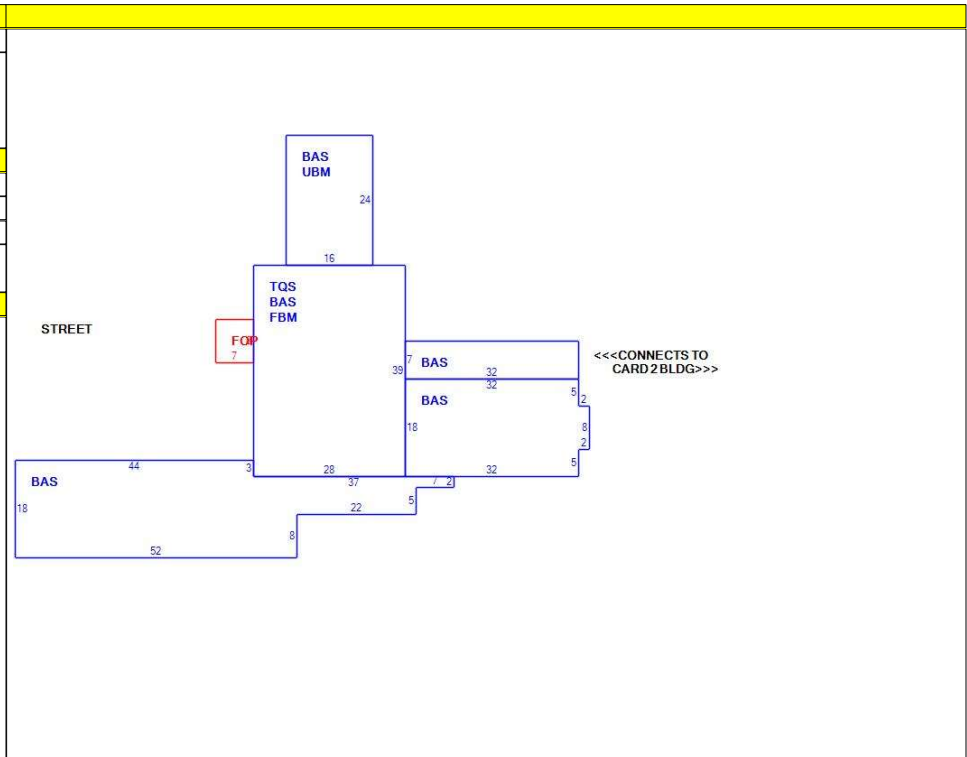 BAS
UBM
24
16
TQS
BAS
FBM
STREET
FOP
7
39
7
BAS
32
<<<CONNECTS TO
CARD 2 BLDG>>>
32
BAS
5
2
18
8
2
5
44
3
28
32
37
7
2
BAS
18
5
22
8
52